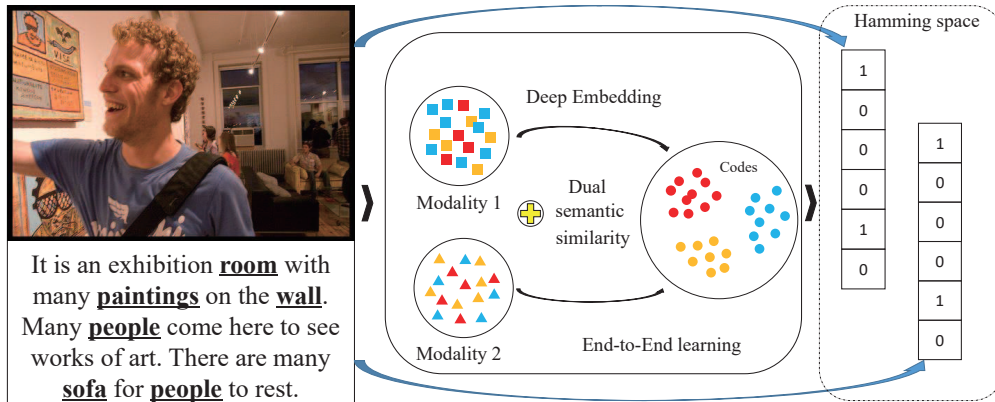 It is an exhibition room with
many paintings on the wall.
Many people come here to see
works of art. There are many
sofa for people to rest.
Deep Embedding
Modality 1
Dual
semantic
similarity
Codes
Modality 2
End-to-End learning
Hamming space
1
0
0
0
1
0
1
0
0
0
1
0